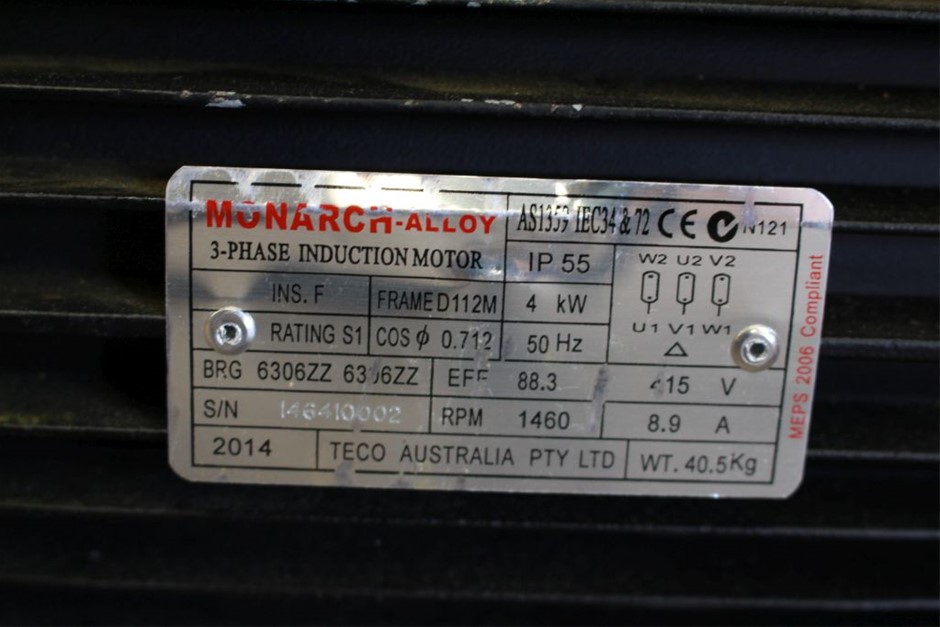 MONARCH-ALLOY
AS1359 IEC34 & 72 CE N121
3-PHASE INDUCTION MOTOR
IP 55
W2 U2 V2
INS. F
FRAME D112M
4 kW
U1 V1 W1
RATING S1
COS φ 0.712
50 Hz
△
BRG 6306ZZ 6306ZZ
EFF 88.3
415 V
S/N 146410002
RPM 1460
8.9 A
2014
TECO AUSTRALIA PTY LTD
WT. 40.5Kg
MEPS 2006 Compliant